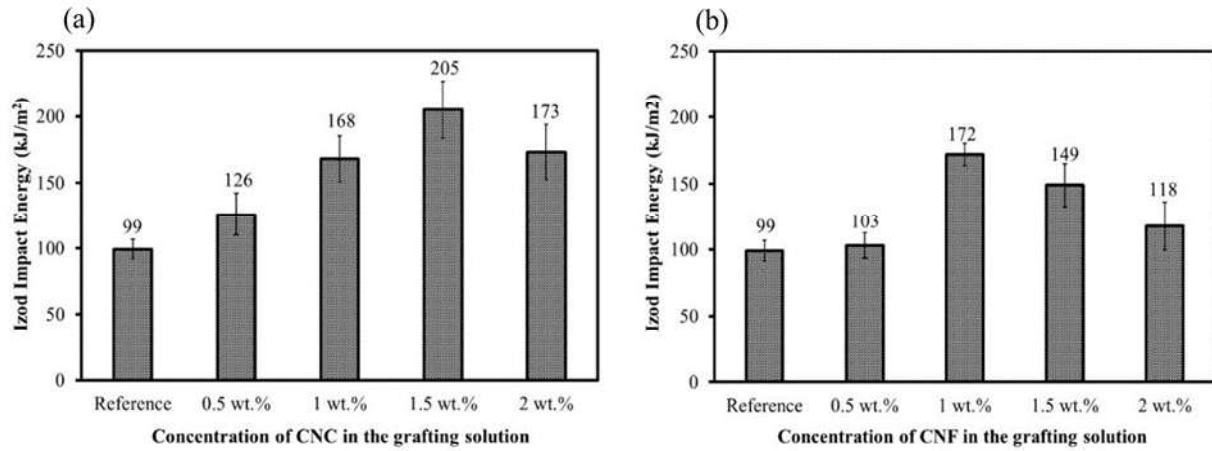 (a)
Izod Impact Energy (kJ/m²)
250
200
150
100
50
0
99
126
168
205
173
Reference 0.5 wt.% 1 wt.% 1.5 wt.% 2 wt.%
Concentration of CNC in the grafting solution
(b)
Izod Impact Energy (kJ/m2)
250
200
150
100
50
0
99
103
172
149
118
Reference 0.5 wt.% 1 wt.% 1.5 wt.% 2 wt.%
Concentration of CNF in the grafting solution